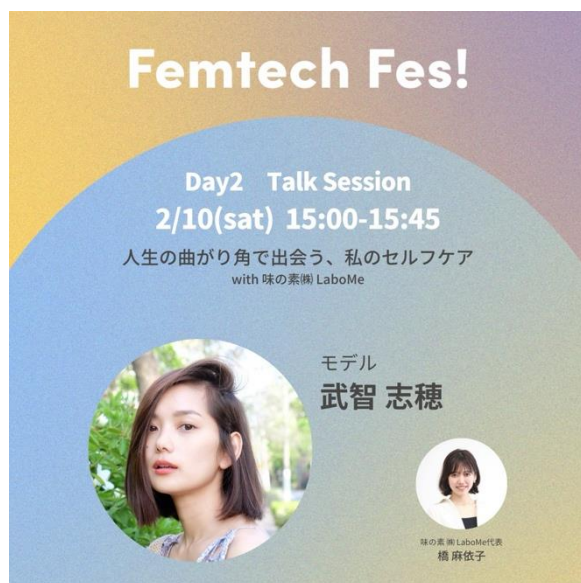 Femtech Fes!
Day2 Talk Session
2/10(sat) 15:00-15:45
人生の曲がり角で出会う、私のセルフケア
with 味の素㈱ LaboMe
モデル
武智 志穂
味の素 ㈱ LaboMe代表
橋 麻依子